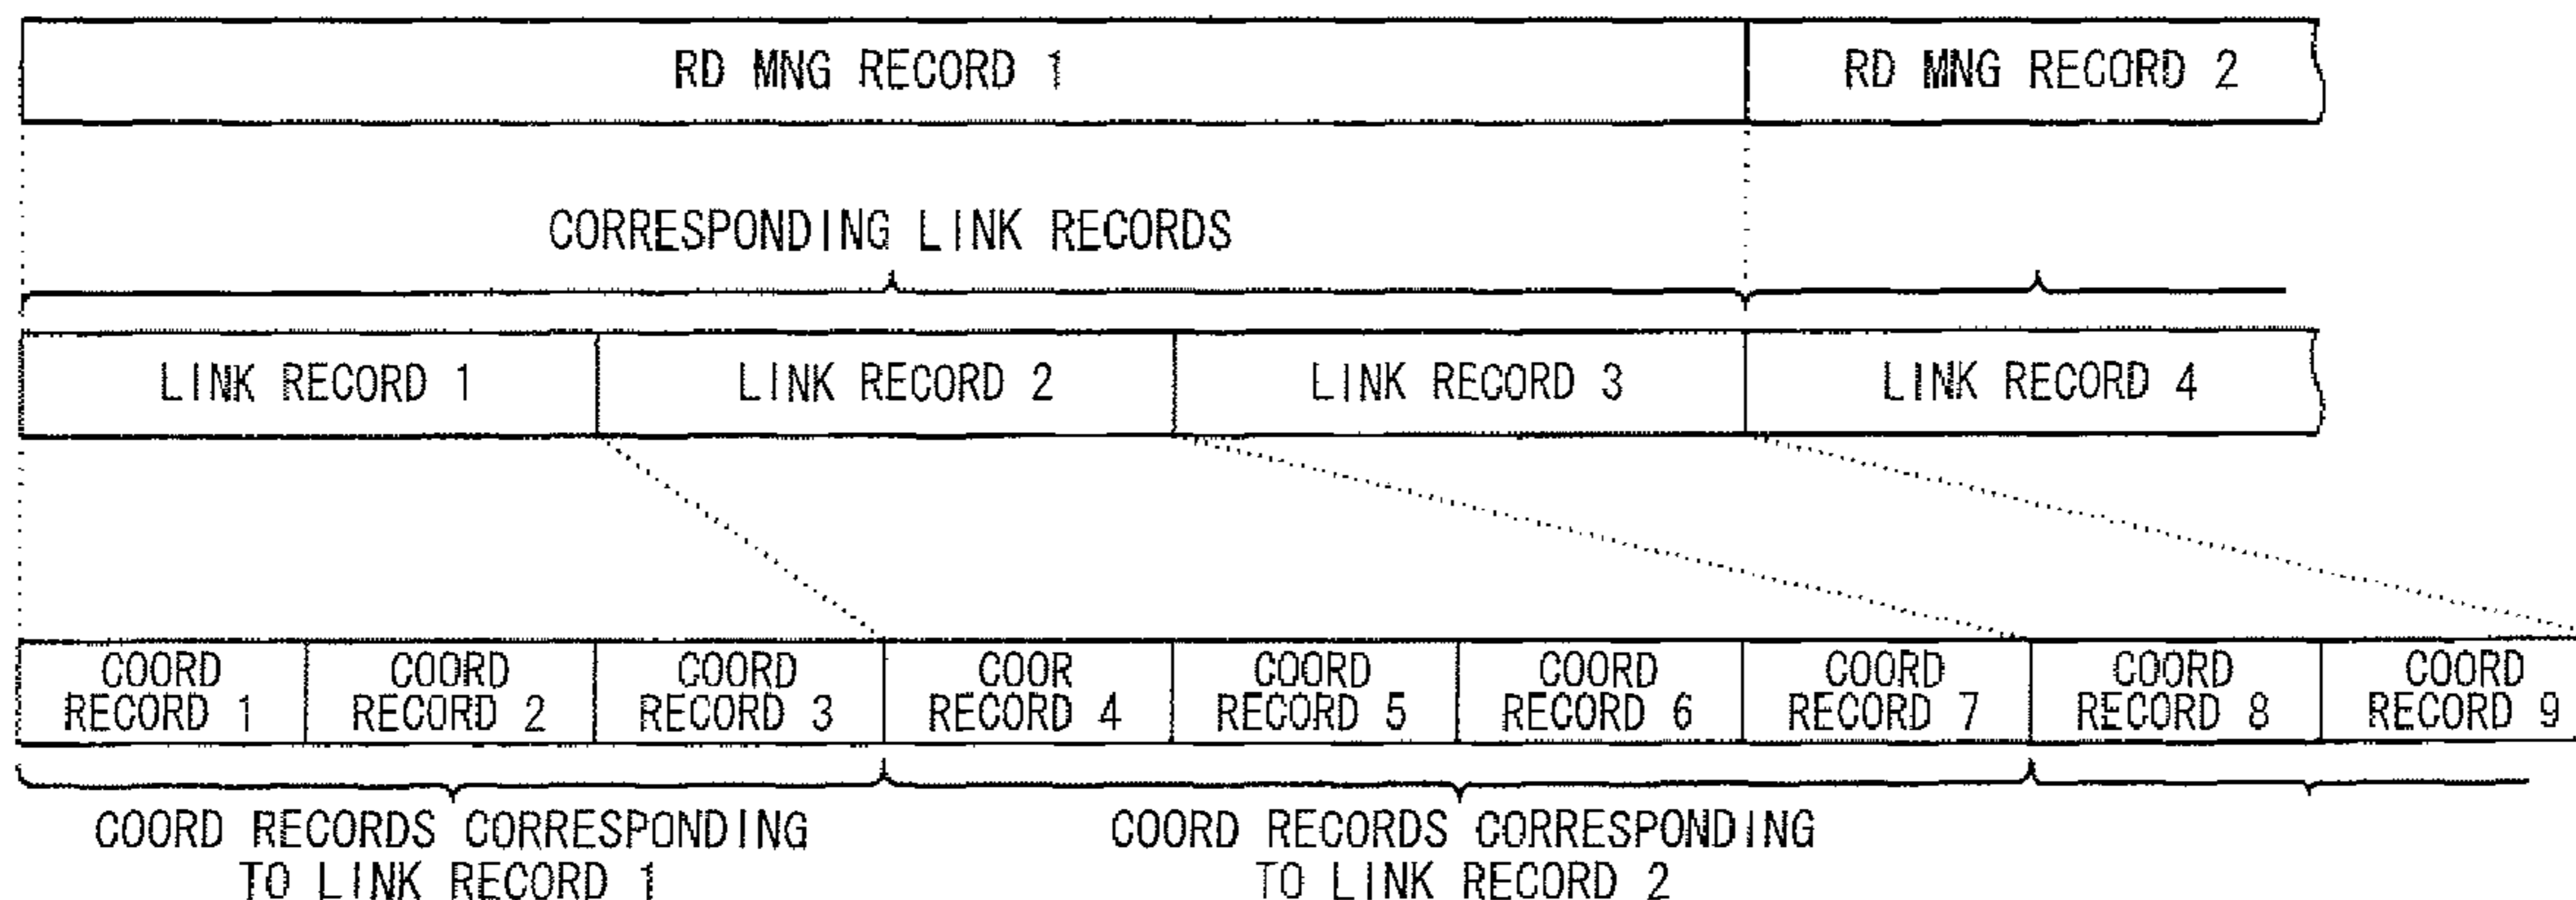 RD MNG RECORD 1
RD MNG RECORD 2
CORRESPONDING LINK RECORDS
LINK RECORD 1
LINK RECORD 2
LINK RECORD 3
LINK RECORD 4
COORD
RECORD 1
COORD
RECORD 2
COORD
RECORD 3
COOR
RECORD 4
COORD
RECORD 5
COORD
RECORD 6
COORD
RECORD 7
COORD
RECORD 8
COORD
RECORD 9
COORD RECORDS CORRESPONDING
TO LINK RECORD 1
COORD RECORDS CORRESPONDING
TO LINK RECORD 2